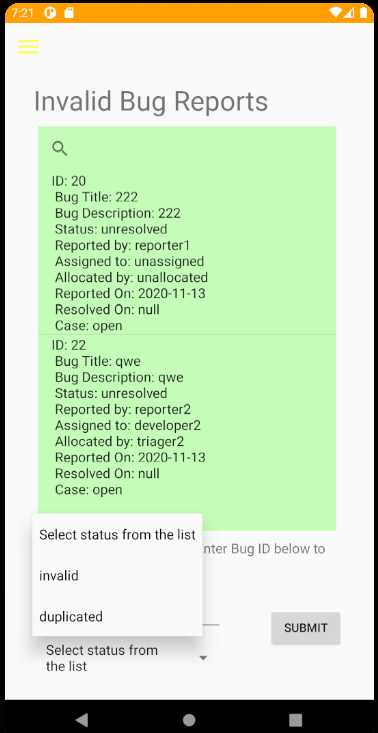 7:21
Invalid Bug Reports
ID: 20
Bug Title: 222
Bug Description: 222
Status: unresolved
Reported by: reporter1
Assigned to: unassigned
Allocated by: unallocated
Reported On: 2020-11-13
Resolved On: null
Case: open
ID: 22
Bug Title: qwe
Bug Description: qwe
Status: unresolved
Reported by: reporter2
Assigned to: developer2
Allocated by: triager2
Reported On: 2020-11-13
Resolved On: null
Case: open
Select status from the list
nter Bug ID below to
invalid
duplicated
SUBMIT
Select status from
the list